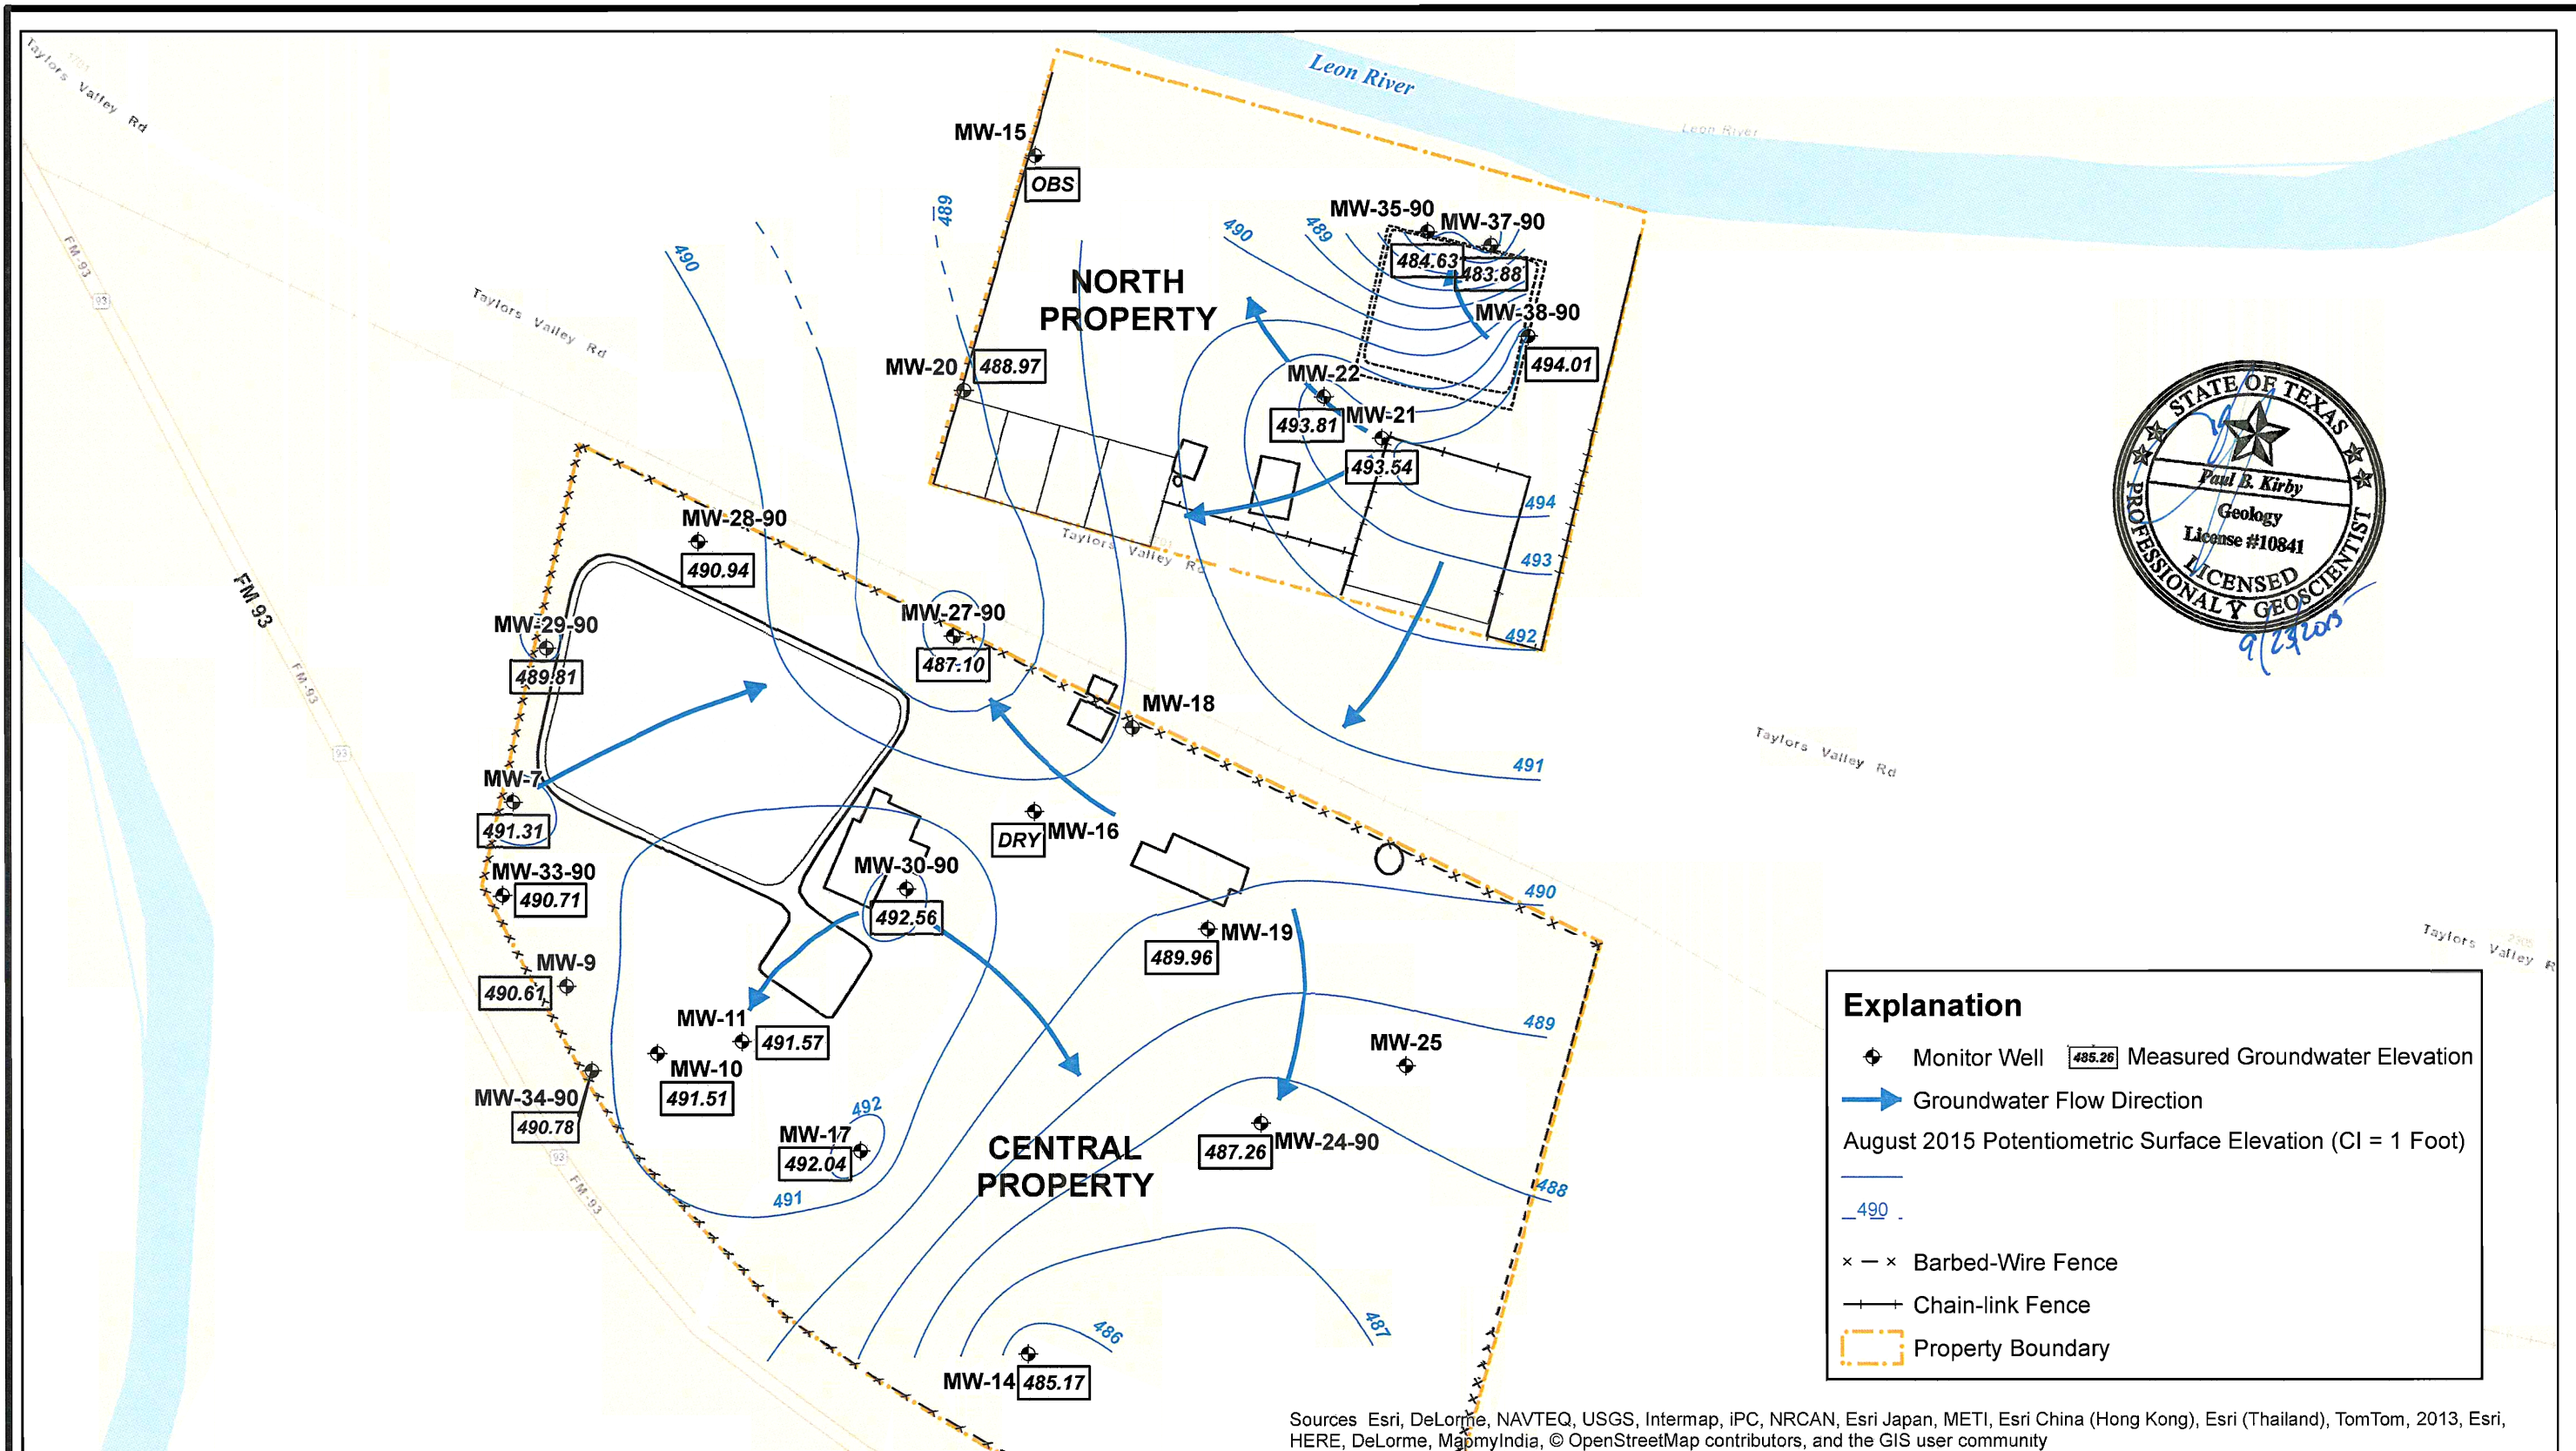 Taylors Valley Rd
1701
Leon River
Leon River
MW-15
OBS
489
490
MW-35-90
MW-37-90
490
489
484.63
483.88
NORTH
PROPERTY
MW-38-90
494.01
FM-93
93
Taylors Valley Rd
MW-20
488.97
MW-22
493.81
MW-21
493.54
494
493
492
STATE OF TEXAS
Paul B. Kirby
Geology
License #10841
LICENSED
PROFESSIONAL GEOSCIENTIST
9/23/2015
MW-28-90
490.94
Taylors Valley Rd
FM 93
MW-29-90
489.81
MW-27-90
487.10
FM-93
93
MW-18
491
Taylors Valley Rd
MW-7
491.31
DRY
MW-16
MW-33-90
490.71
MW-30-90
492.56
490
MW-19
489.96
Taylors Valley R
MW-9
490.61
489
MW-11
491.57
MW-10
491.51
MW-25
MW-34-90
490.78
492
MW-17
492.04
CENTRAL
PROPERTY
487.26
MW-24-90
488
93
FM-93
491
486
487
MW-14
485.17
Explanation
Monitor Well
485.26 Measured Groundwater Elevation
Groundwater Flow Direction
August 2015 Potentiometric Surface Elevation (CI = 1 Foot)
490
Barbed-Wire Fence
Chain-link Fence
Property Boundary
Sources Esri, DeLorme, NAVTEQ, USGS, Intermap, iPC, NRCAN, Esri Japan, METI, Esri China (Hong Kong), Esri (Thailand), TomTom, 2013, Esri,
HERE, DeLorme, MapmyIndia, © OpenStreetMap contributors, and the GIS user community